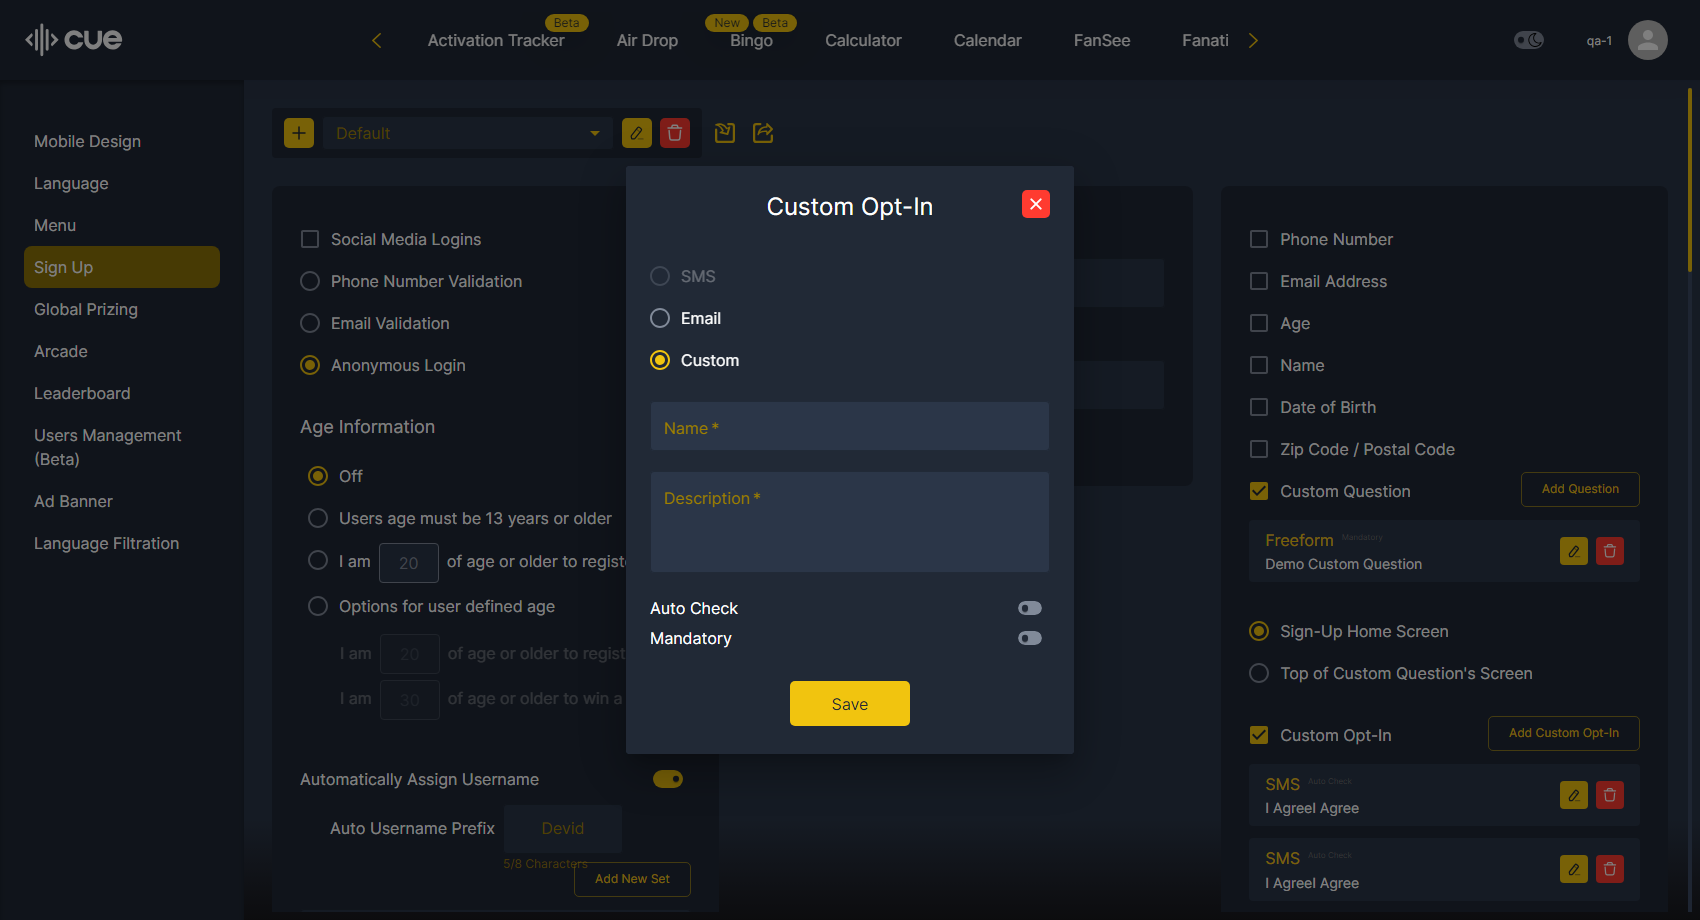 cue
Activation Tracker
Beta
Air Drop
Bingo
New
Beta
Calculator
Calendar
FanSee
Fanati
qa-1
Mobile Design
Language
Menu
Sign Up
Global Prizing
Arcade
Leaderboard
Users Management
(Beta)
Ad Banner
Language Filtration
Default
Social Media Logins
Phone Number Validation
Email Validation
Anonymous Login
Age Information
Off
Users age must be 13 years or older
I am 20 of age or older to registe
Options for user defined age
I am 20 of age or older to regist
I am 30 of age or older to win a
Automatically Assign Username
Auto Username Prefix Devid
5/8 Characters
Add New Set
Custom Opt-In
SMS
Email
Custom
Name *
Description *
Auto Check
Mandatory
Save
Phone Number
Email Address
Age
Name
Date of Birth
Zip Code / Postal Code
Custom Question
Add Question
Freeform Mandatory
Demo Custom Question
Sign-Up Home Screen
Top of Custom Question's Screen
Custom Opt-In
Add Custom Opt-In
SMS Auto Check
I AgreeI Agree
SMS Auto Check
I AgreeI Agree